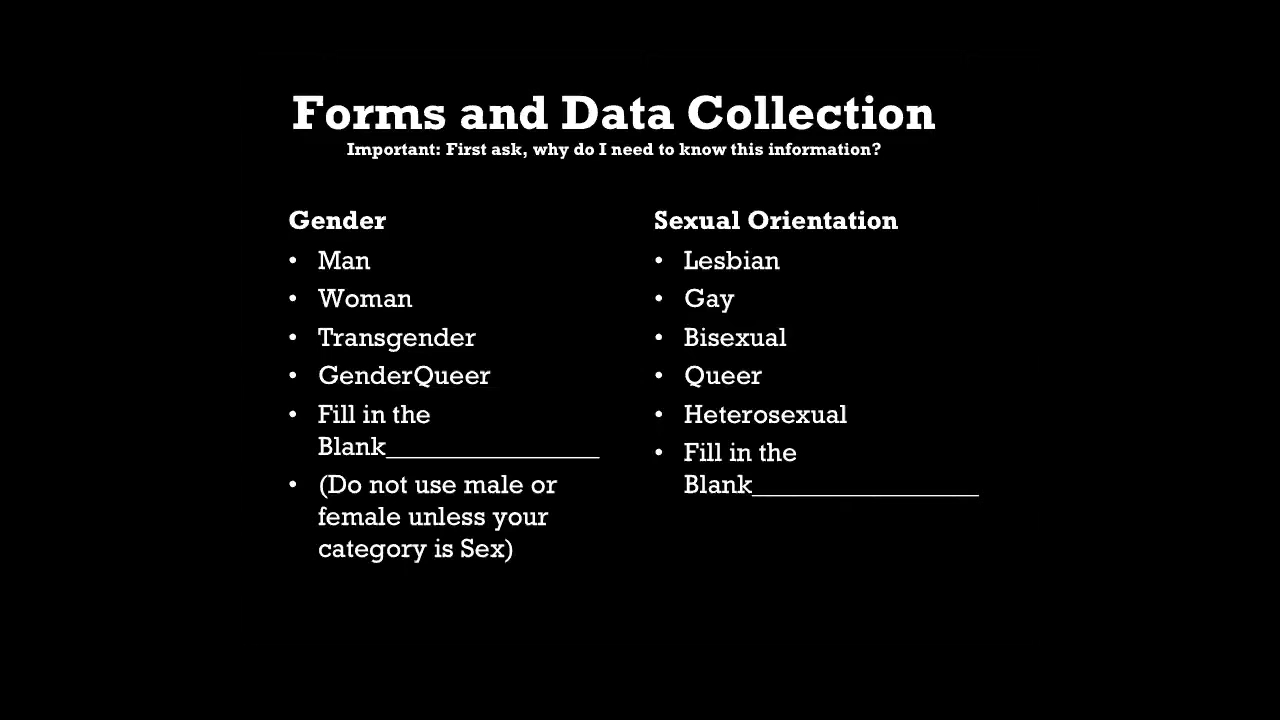 Forms and Data Collection
Important: First ask, why do I need to know this information?
Gender
• Man
• Woman
• Transgender
• GenderQueer
• Fill in the
Blank_________________
• (Do not use male or
female unless your
category is Sex)
Sexual Orientation
• Lesbian
• Gay
• Bisexual
• Queer
• Heterosexual
• Fill in the
Blank__________________